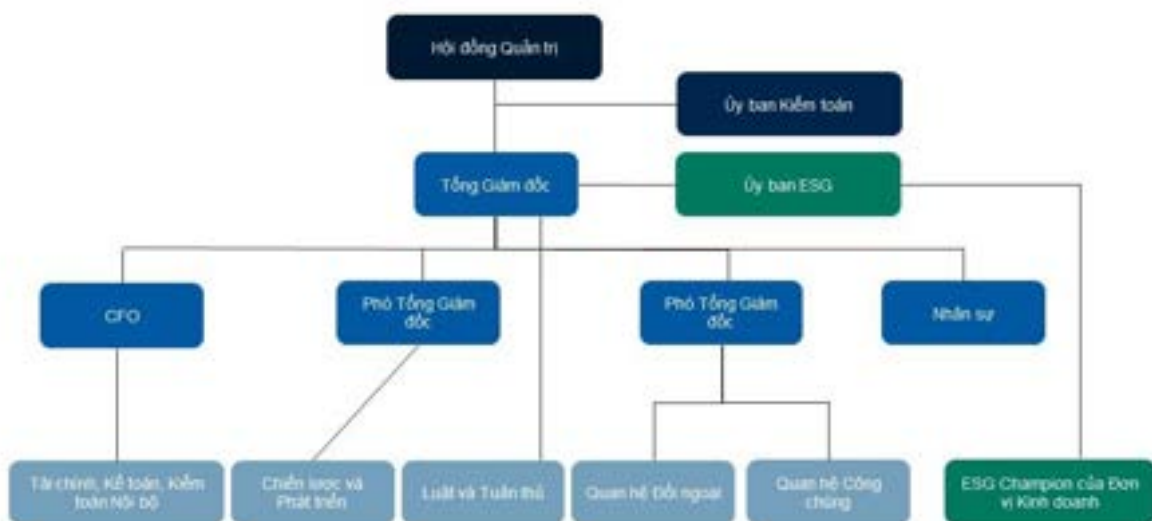 Hội đồng Quản trị
Ủy ban Kiểm toán
Tổng Giám đốc
Ủy ban ESG
CFO
Phó Tổng Giám
đốc
Phó Tổng Giám
đốc
Nhân sự
Tài chính, Kế toán, Kiểm
toán Nội bộ
Chiến lược và
Phát triển
Luật và Tuân thủ
Quan hệ Đối ngoại
Quan hệ Công
chúng
ESG Champion của Đơn
vị Kinh doanh